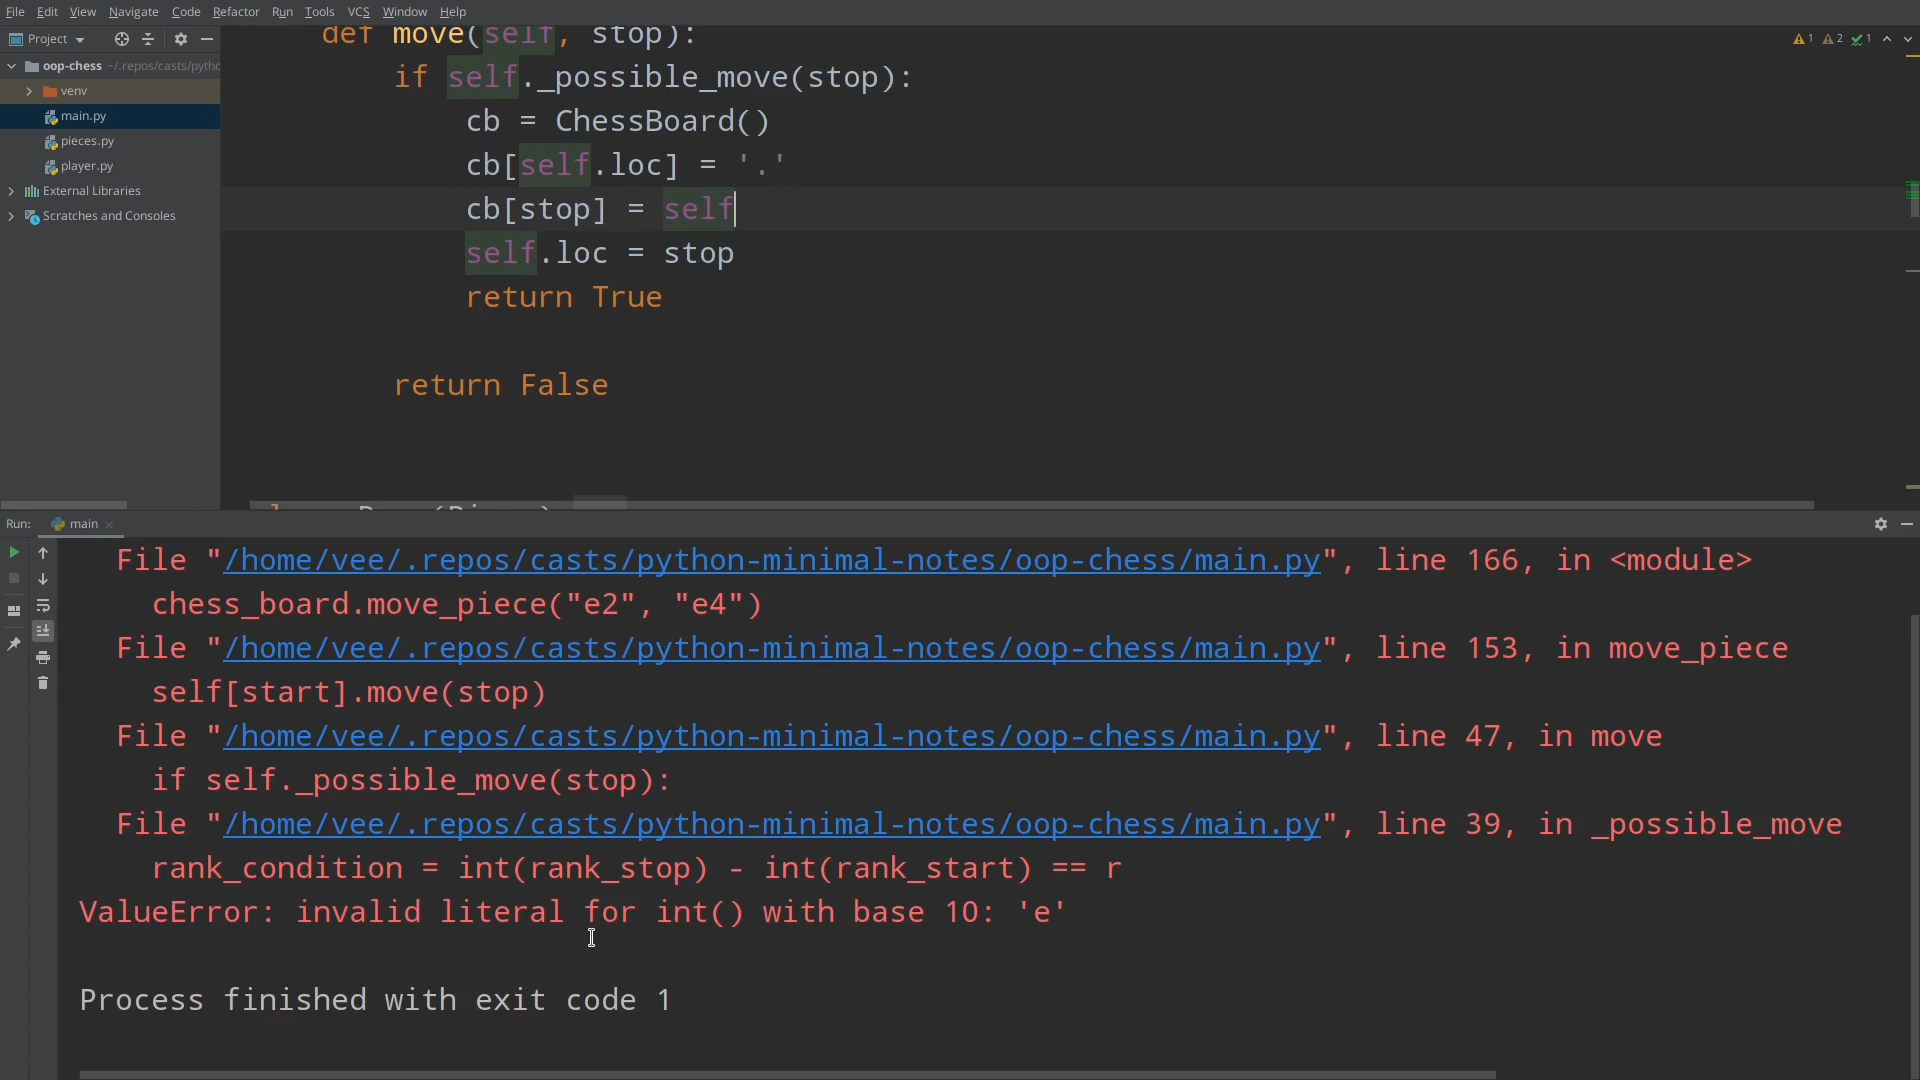 File Edit View Navigate Code Refactor Run Tools VCS Window Help
Project
oop-chess ~/.repos/casts/pytho
venv
main.py
pieces.py
player.py
External Libraries
Scratches and Consoles
1 2 1
def move(self, stop):
if self._possible_move(stop):
cb = ChessBoard()
cb[self.loc] = '.'
cb[stop] = self
self.loc = stop
return True
return False
Run: main
File "/home/vee/.repos/casts/python-minimal-notes/oop-chess/main.py", line 166, in <module>
chess_board.move_piece("e2", "e4")
File "/home/vee/.repos/casts/python-minimal-notes/oop-chess/main.py", line 153, in move_piece
self[start].move(stop)
File "/home/vee/.repos/casts/python-minimal-notes/oop-chess/main.py", line 47, in move
if self._possible_move(stop):
File "/home/vee/.repos/casts/python-minimal-notes/oop-chess/main.py", line 39, in _possible_move
rank_condition = int(rank_stop) - int(rank_start) == r
ValueError: invalid literal for int() with base 10: 'e'
Process finished with exit code 1